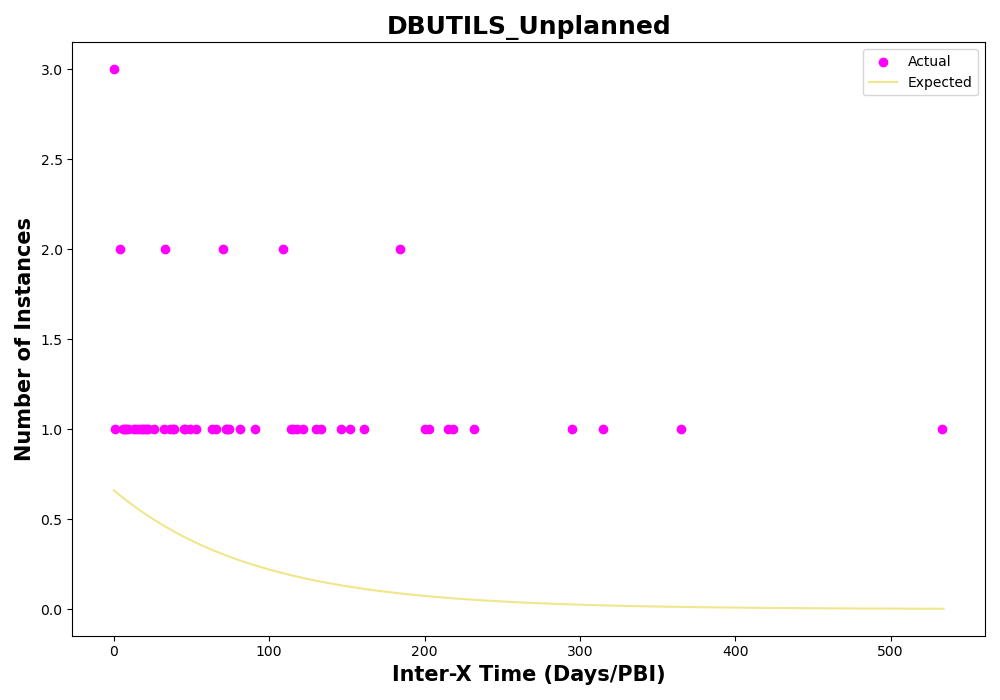 DBUTILS_Unplanned
Actual
Expected
Number of Instances
3.0
2.5
2.0
1.5
1.0
0.5
0.0
0
100
200
300
400
500
Inter-X Time (Days/PBI)